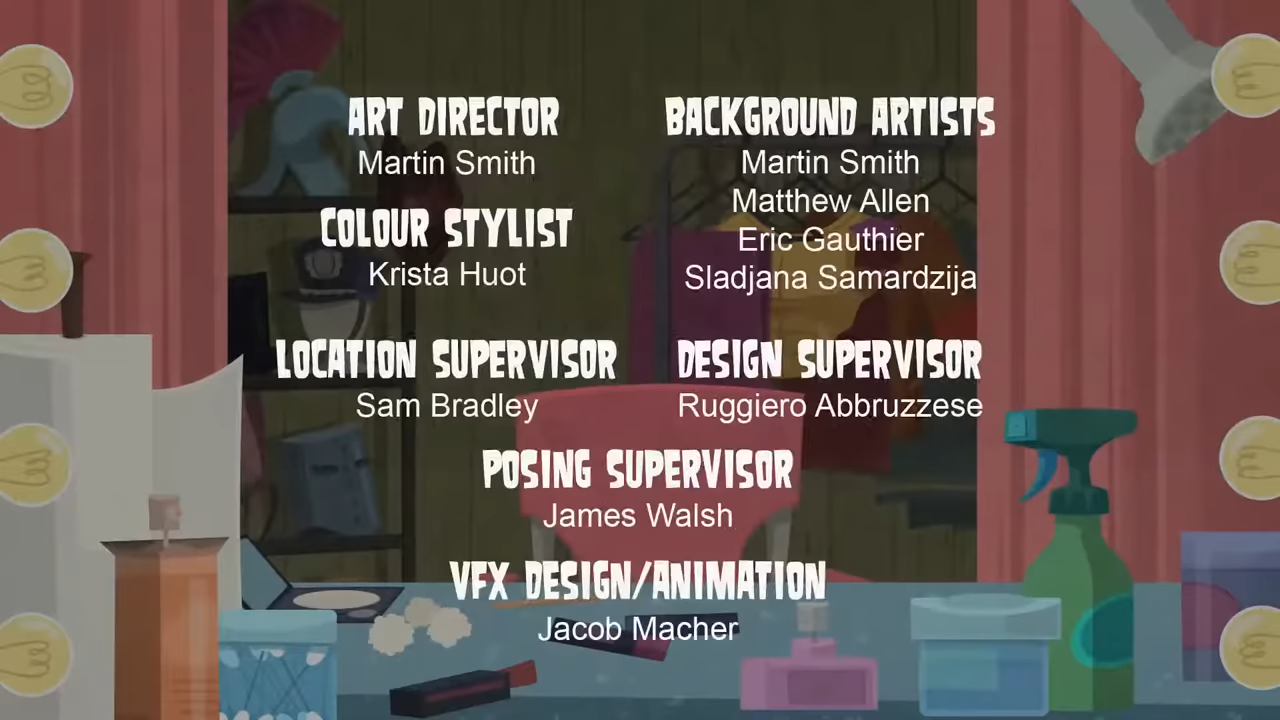 ART DIRECTOR
Martin Smith
COLOUR STYLIST
Krista Huot
BACKGROUND ARTISTS
Martin Smith
Matthew Allen
Eric Gauthier
Sladjana Samardzija
LOCATION SUPERVISOR
Sam Bradley
DESIGN SUPERVISOR
Ruggiero Abbruzzese
POSING SUPERVISOR
James Walsh
VFX DESIGN/ANIMATION
Jacob Macher